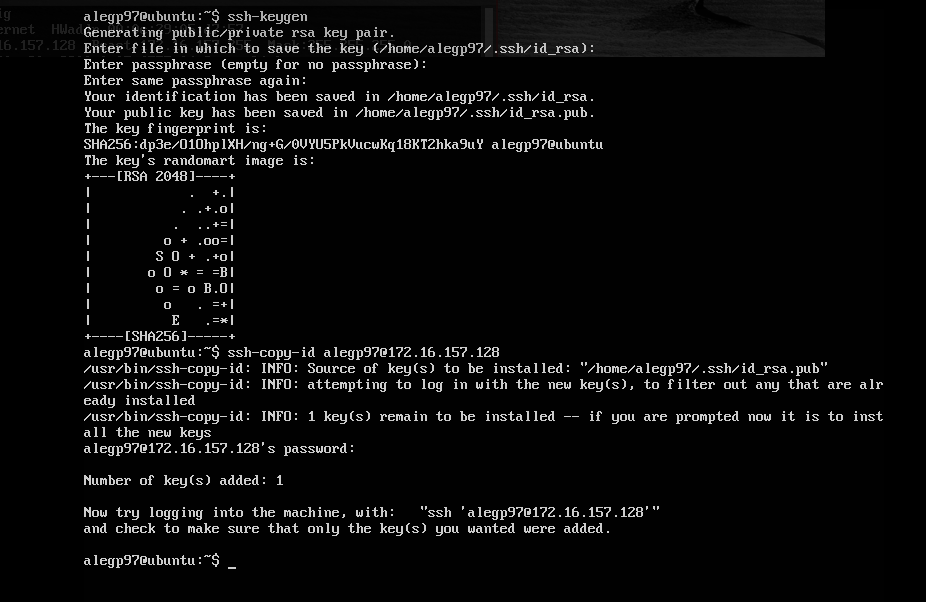 alegp97@ubuntu:~$ ssh-keygen
Generating public/private rsa key pair.
Enter file in which to save the key (/home/alegp97/.ssh/id_rsa):
Enter passphrase (empty for no passphrase):
Enter same passphrase again:
Your identification has been saved in /home/alegp97/.ssh/id_rsa.
Your public key has been saved in /home/alegp97/.ssh/id_rsa.pub.
The key fingerprint is:
SHA256:dp3e/O1OhplXH/ng+G/0VYU5PkVucwKq18KT2hka9uY alegp97@ubuntu
The key's randomart image is:
+---[RSA 2048]----+
|            .  +.|
|           . .+.o|
|          .  ..+=|
|         o + .oo=|
|        S O + .+o|
|       o O * = =B|
|        o = o B.O|
|         o   . =+|
|          E   .=*|
+----[SHA256]-----+
alegp97@ubuntu:~$ ssh-copy-id alegp97@172.16.157.128
/usr/bin/ssh-copy-id: INFO: Source of key(s) to be installed: "/home/alegp97/.ssh/id_rsa.pub"
/usr/bin/ssh-copy-id: INFO: attempting to log in with the new key(s), to filter out any that are alr
eady installed
/usr/bin/ssh-copy-id: INFO: 1 key(s) remain to be installed -- if you are prompted now it is to inst
all the new keys
alegp97@172.16.157.128's password:
Number of key(s) added: 1
Now try logging into the machine, with:   "ssh 'alegp97@172.16.157.128'"
and check to make sure that only the key(s) you wanted were added.
alegp97@ubuntu:~$ _